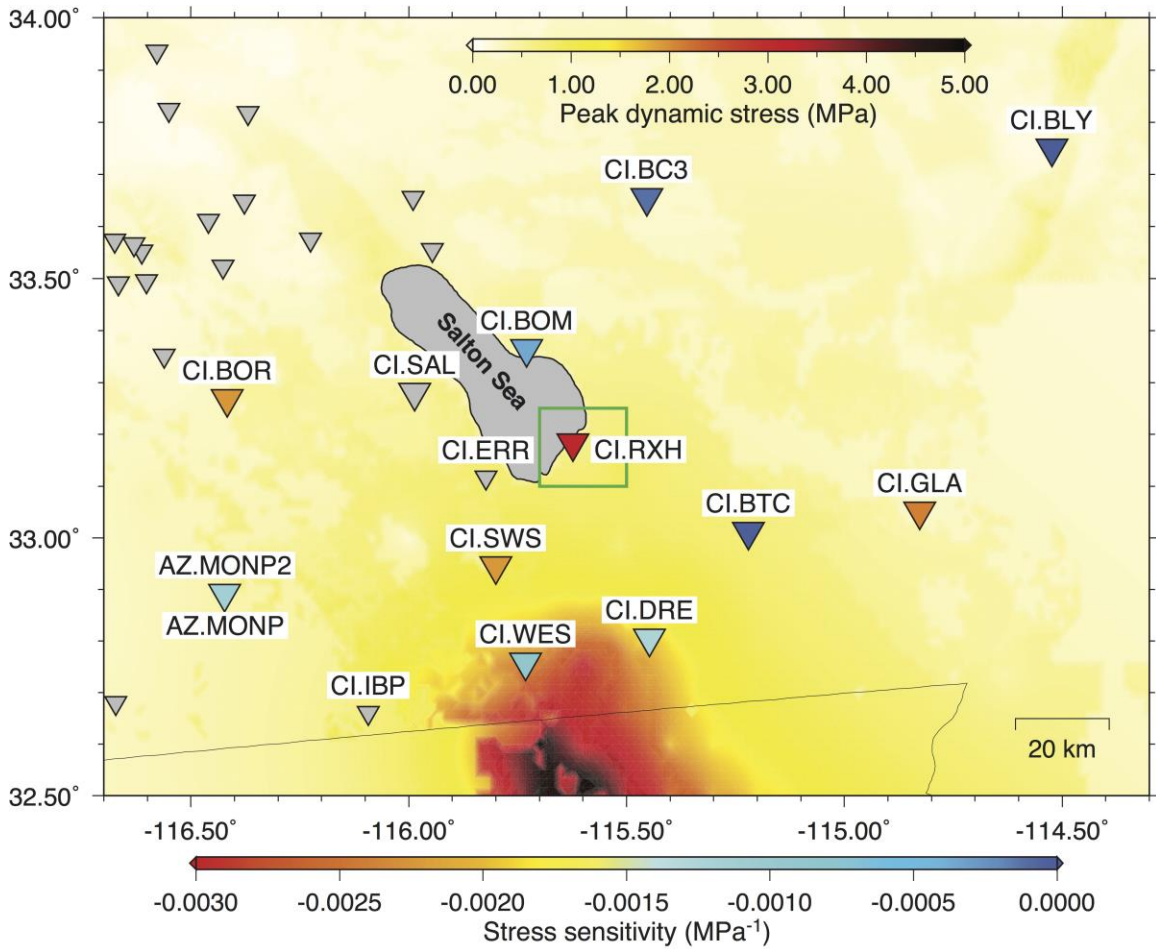 34.00°
0.00 1.00 2.00 3.00 4.00 5.00
Peak dynamic stress (MPa)
CI.BLY
CI.BC3
33.50°
CI.BOM
Salton Sea
CI.BOR
CI.SAL
CI.ERR
CI.RXH
CI.GLA
CI.BTC
33.00°
CI.SWS
AZ.MONP2
AZ.MONP
CI.DRE
CI.WES
CI.IBP
20 km
32.50°
-116.50° -116.00° -115.50° -115.00° -114.50°
-0.0030 -0.0025 -0.0020 -0.0015 -0.0010 -0.0005 0.0000
Stress sensitivity (MPa⁻¹)